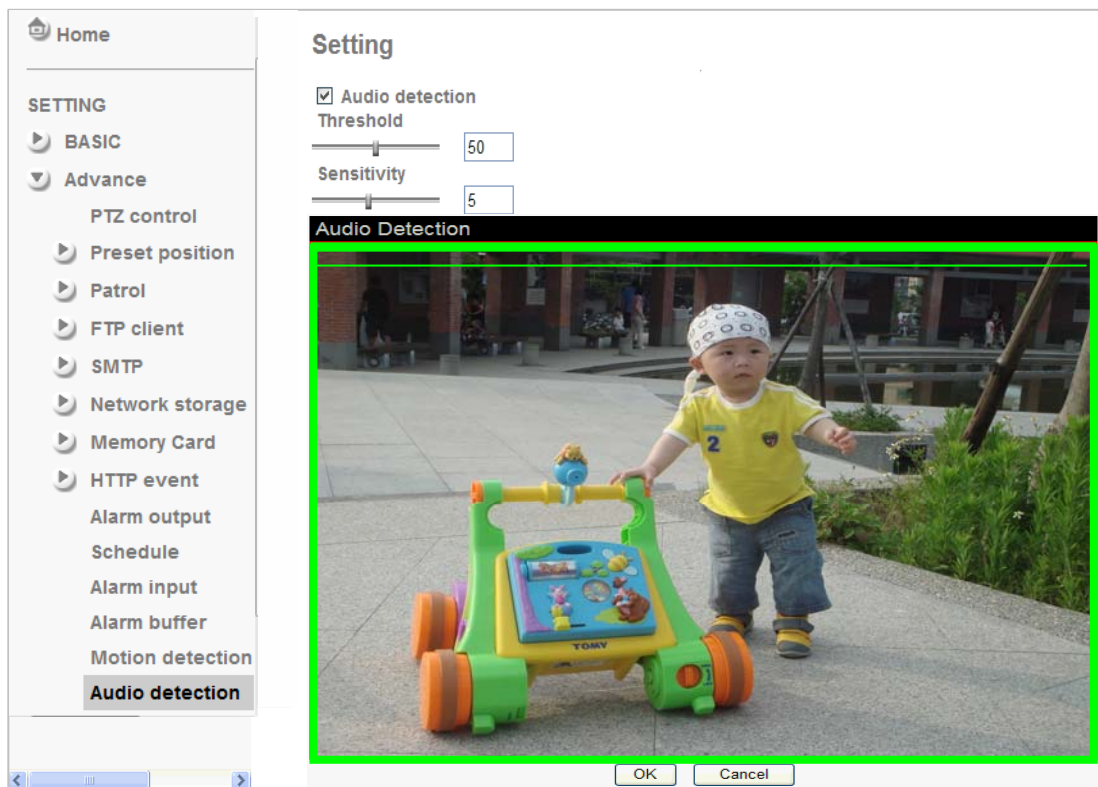 Home
SETTING
BASIC
Advance
PTZ control
Preset position
Patrol
FTP client
SMTP
Network storage
Memory Card
HTTP event
Alarm output
Schedule
Alarm input
Alarm buffer
Motion detection
Audio detection
Setting
Audio detection
Threshold
50
Sensitivity
5
Audio Detection
2
TOMY
OK
Cancel